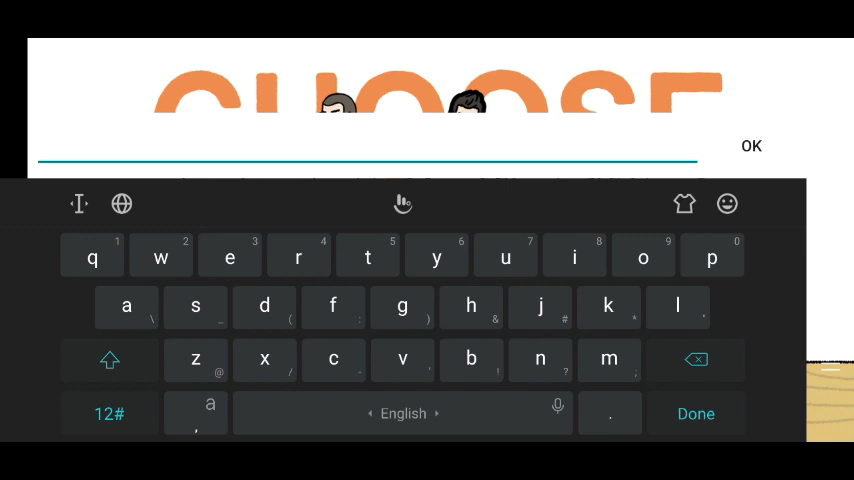 CHOOSE
OK
1 2 3 4 5 6 7 8 9 0
q w e r t y u i o p
a s d f g h j k l
\ _ ( : ) & # * '
z x c v b n m
@ / - ' ! ? ;
12# a , English . Done